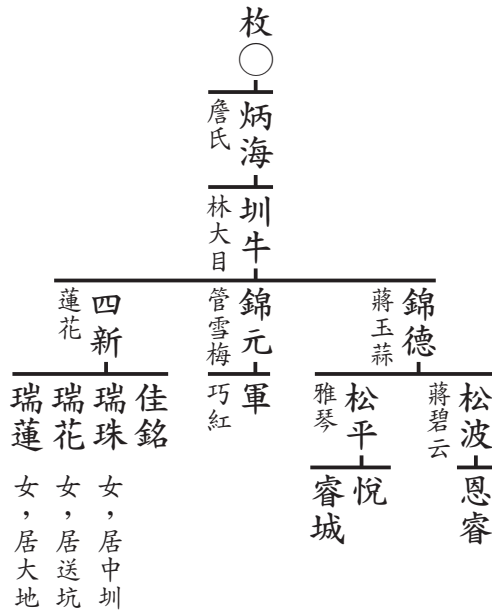 枚○
炳海
詹氏
圳牛
林大目
錦德
蔣玉蒜
錦元
管雪梅
四新
蓮花
松波
蔣碧云
松平
雅琴
軍
巧紅
佳銘
瑞珠 女，居中圳
瑞花 女，居送坑
瑞蓮 女，居大地
恩睿
悅
睿城